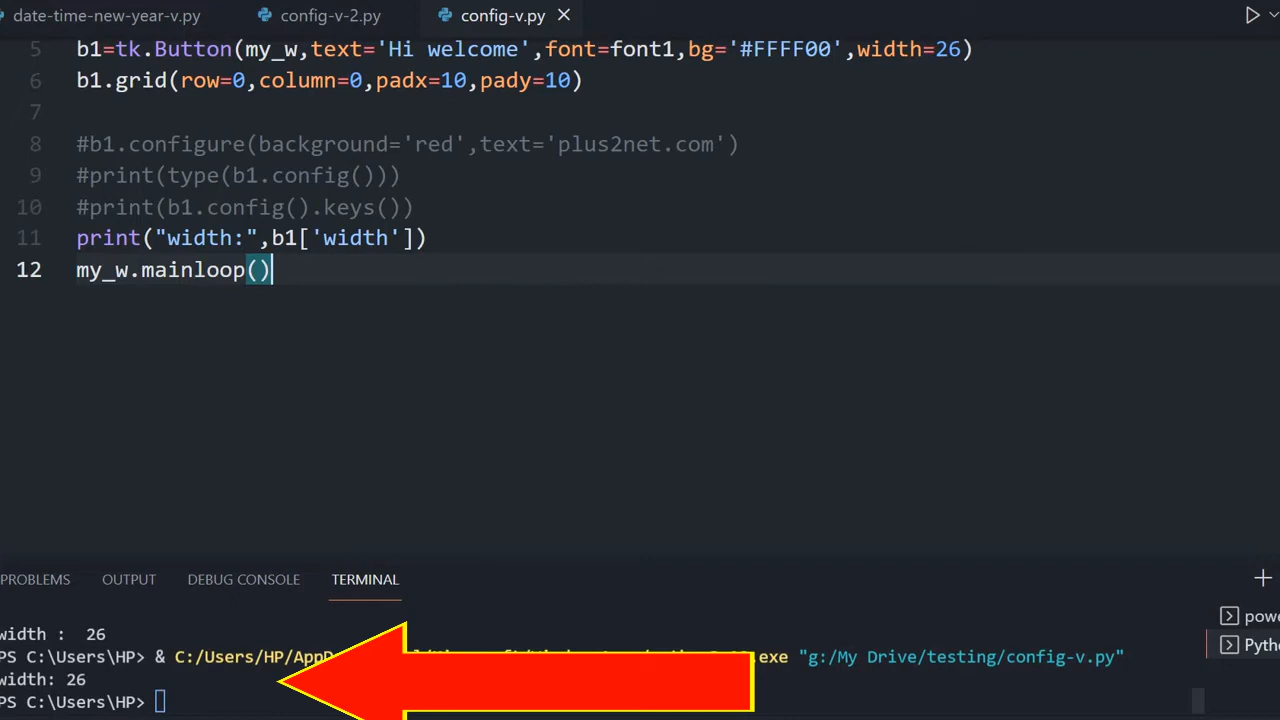 date-time-new-year-v.py config-v-2.py config-v.py
5 b1=tk.Button(my_w,text='Hi welcome',font=font1,bg='#FFFF00',width=26)
6 b1.grid(row=0,column=0,padx=10,pady=10)
7
8 #b1.configure(background='red',text='plus2net.com')
9 #print(type(b1.config()))
10 #print(b1.config().keys())
11 print("width:",b1['width'])
12 my_w.mainloop()
PROBLEMS OUTPUT DEBUG CONSOLE TERMINAL
width : 26
PS C:\Users\HP> & C:/Users/HP/AppD .exe "g:/My Drive/testing/config-v.py"
width: 26
PS C:\Users\HP>
powe
Pytho